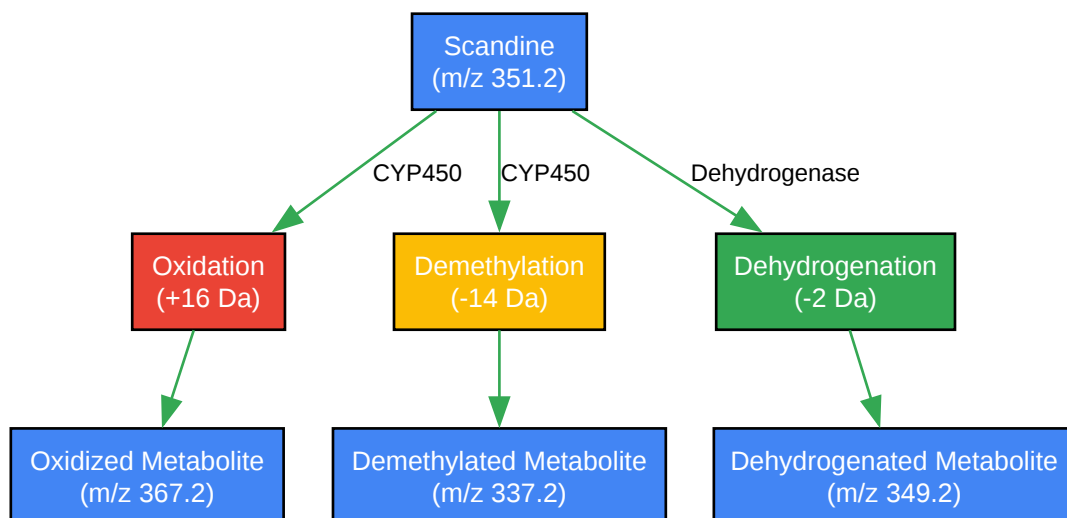 Scandine
(m/z 351.2)
CYP450
CYP450
Dehydrogenase
Oxidation
(+16 Da)
Demethylation
(-14 Da)
Dehydrogenation
(-2 Da)
Oxidized Metabolite
(m/z 367.2)
Demethylated Metabolite
(m/z 337.2)
Dehydrogenated Metabolite
(m/z 349.2)